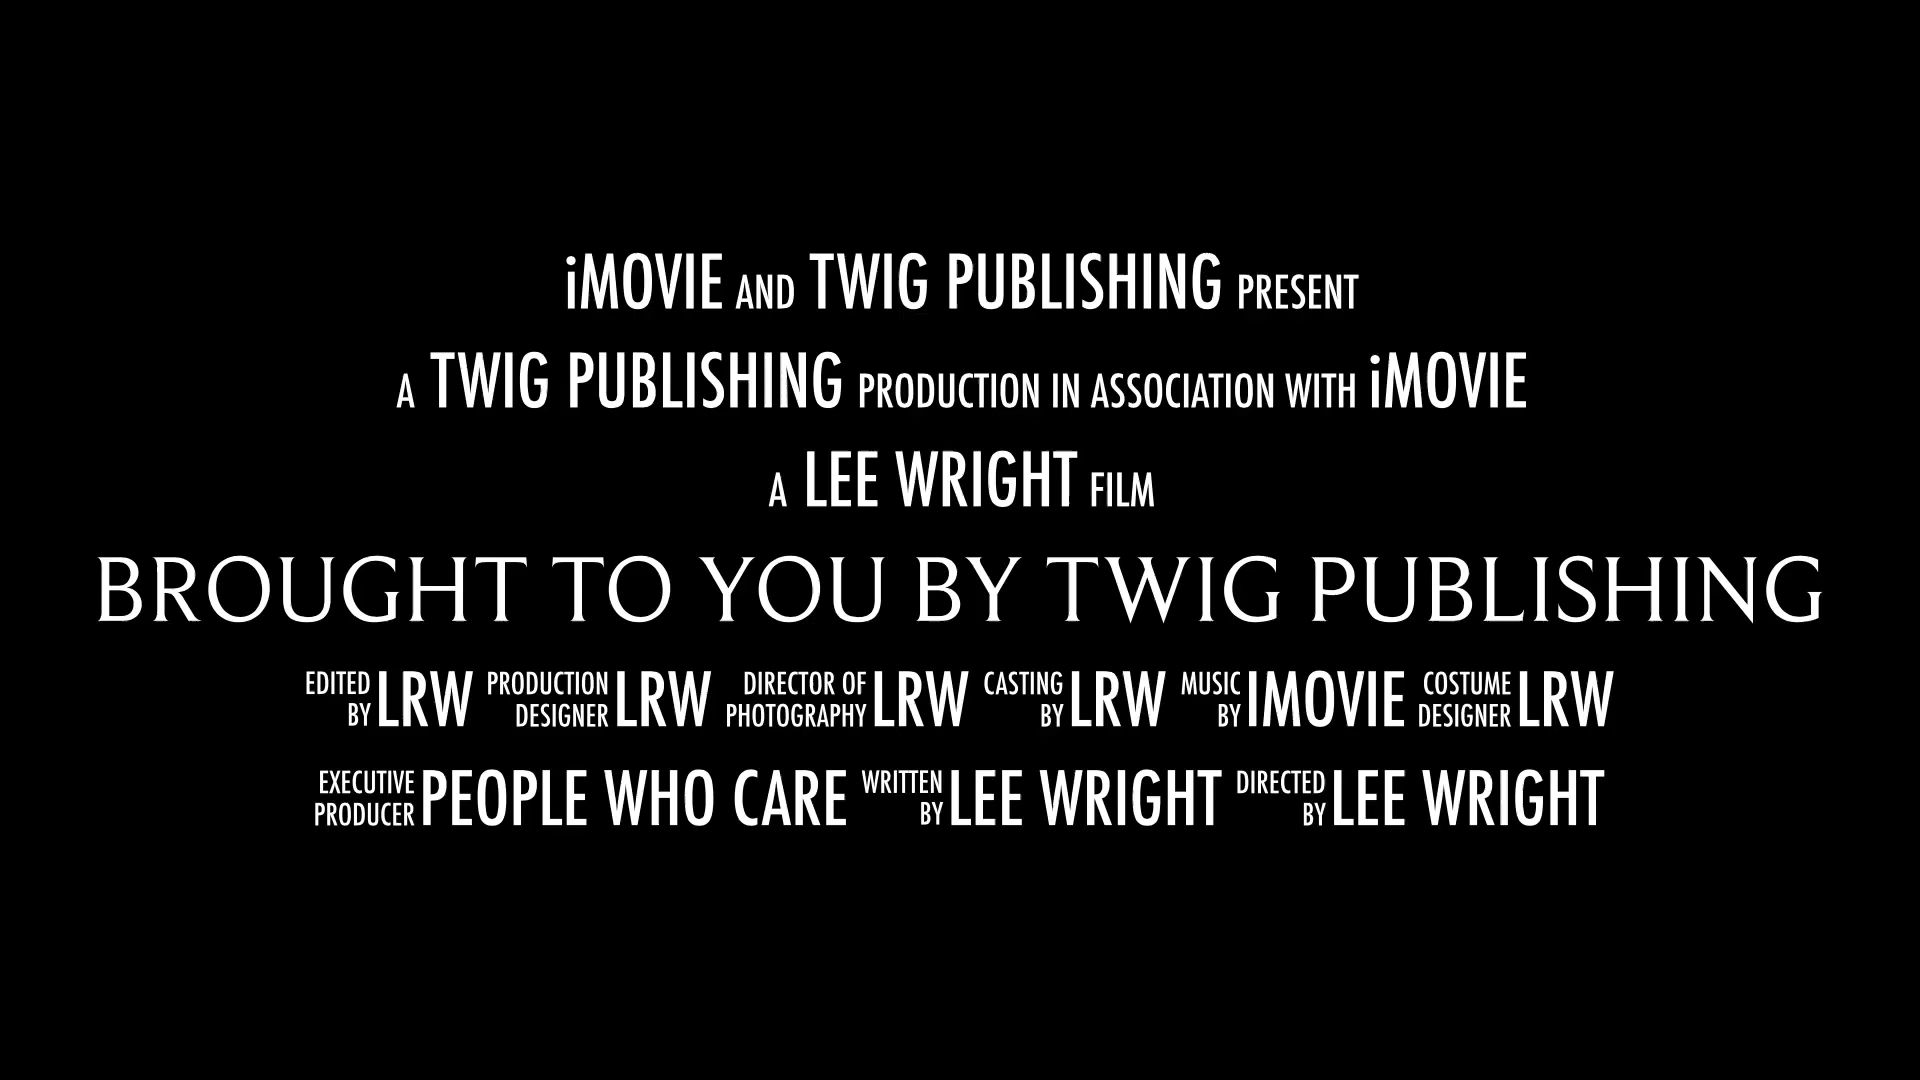 iMOVIE AND TWIG PUBLISHING PRESENT
A TWIG PUBLISHING PRODUCTION IN ASSOCIATION WITH iMOVIE
A LEE WRIGHT FILM
BROUGHT TO YOU BY TWIG PUBLISHING
EDITED BY LRW PRODUCTION DESIGNER LRW DIRECTOR OF PHOTOGRAPHY LRW CASTING BY LRW MUSIC BY IMOVIE COSTUME DESIGNER LRW
EXECUTIVE PRODUCER PEOPLE WHO CARE WRITTEN BY LEE WRIGHT DIRECTED BY LEE WRIGHT